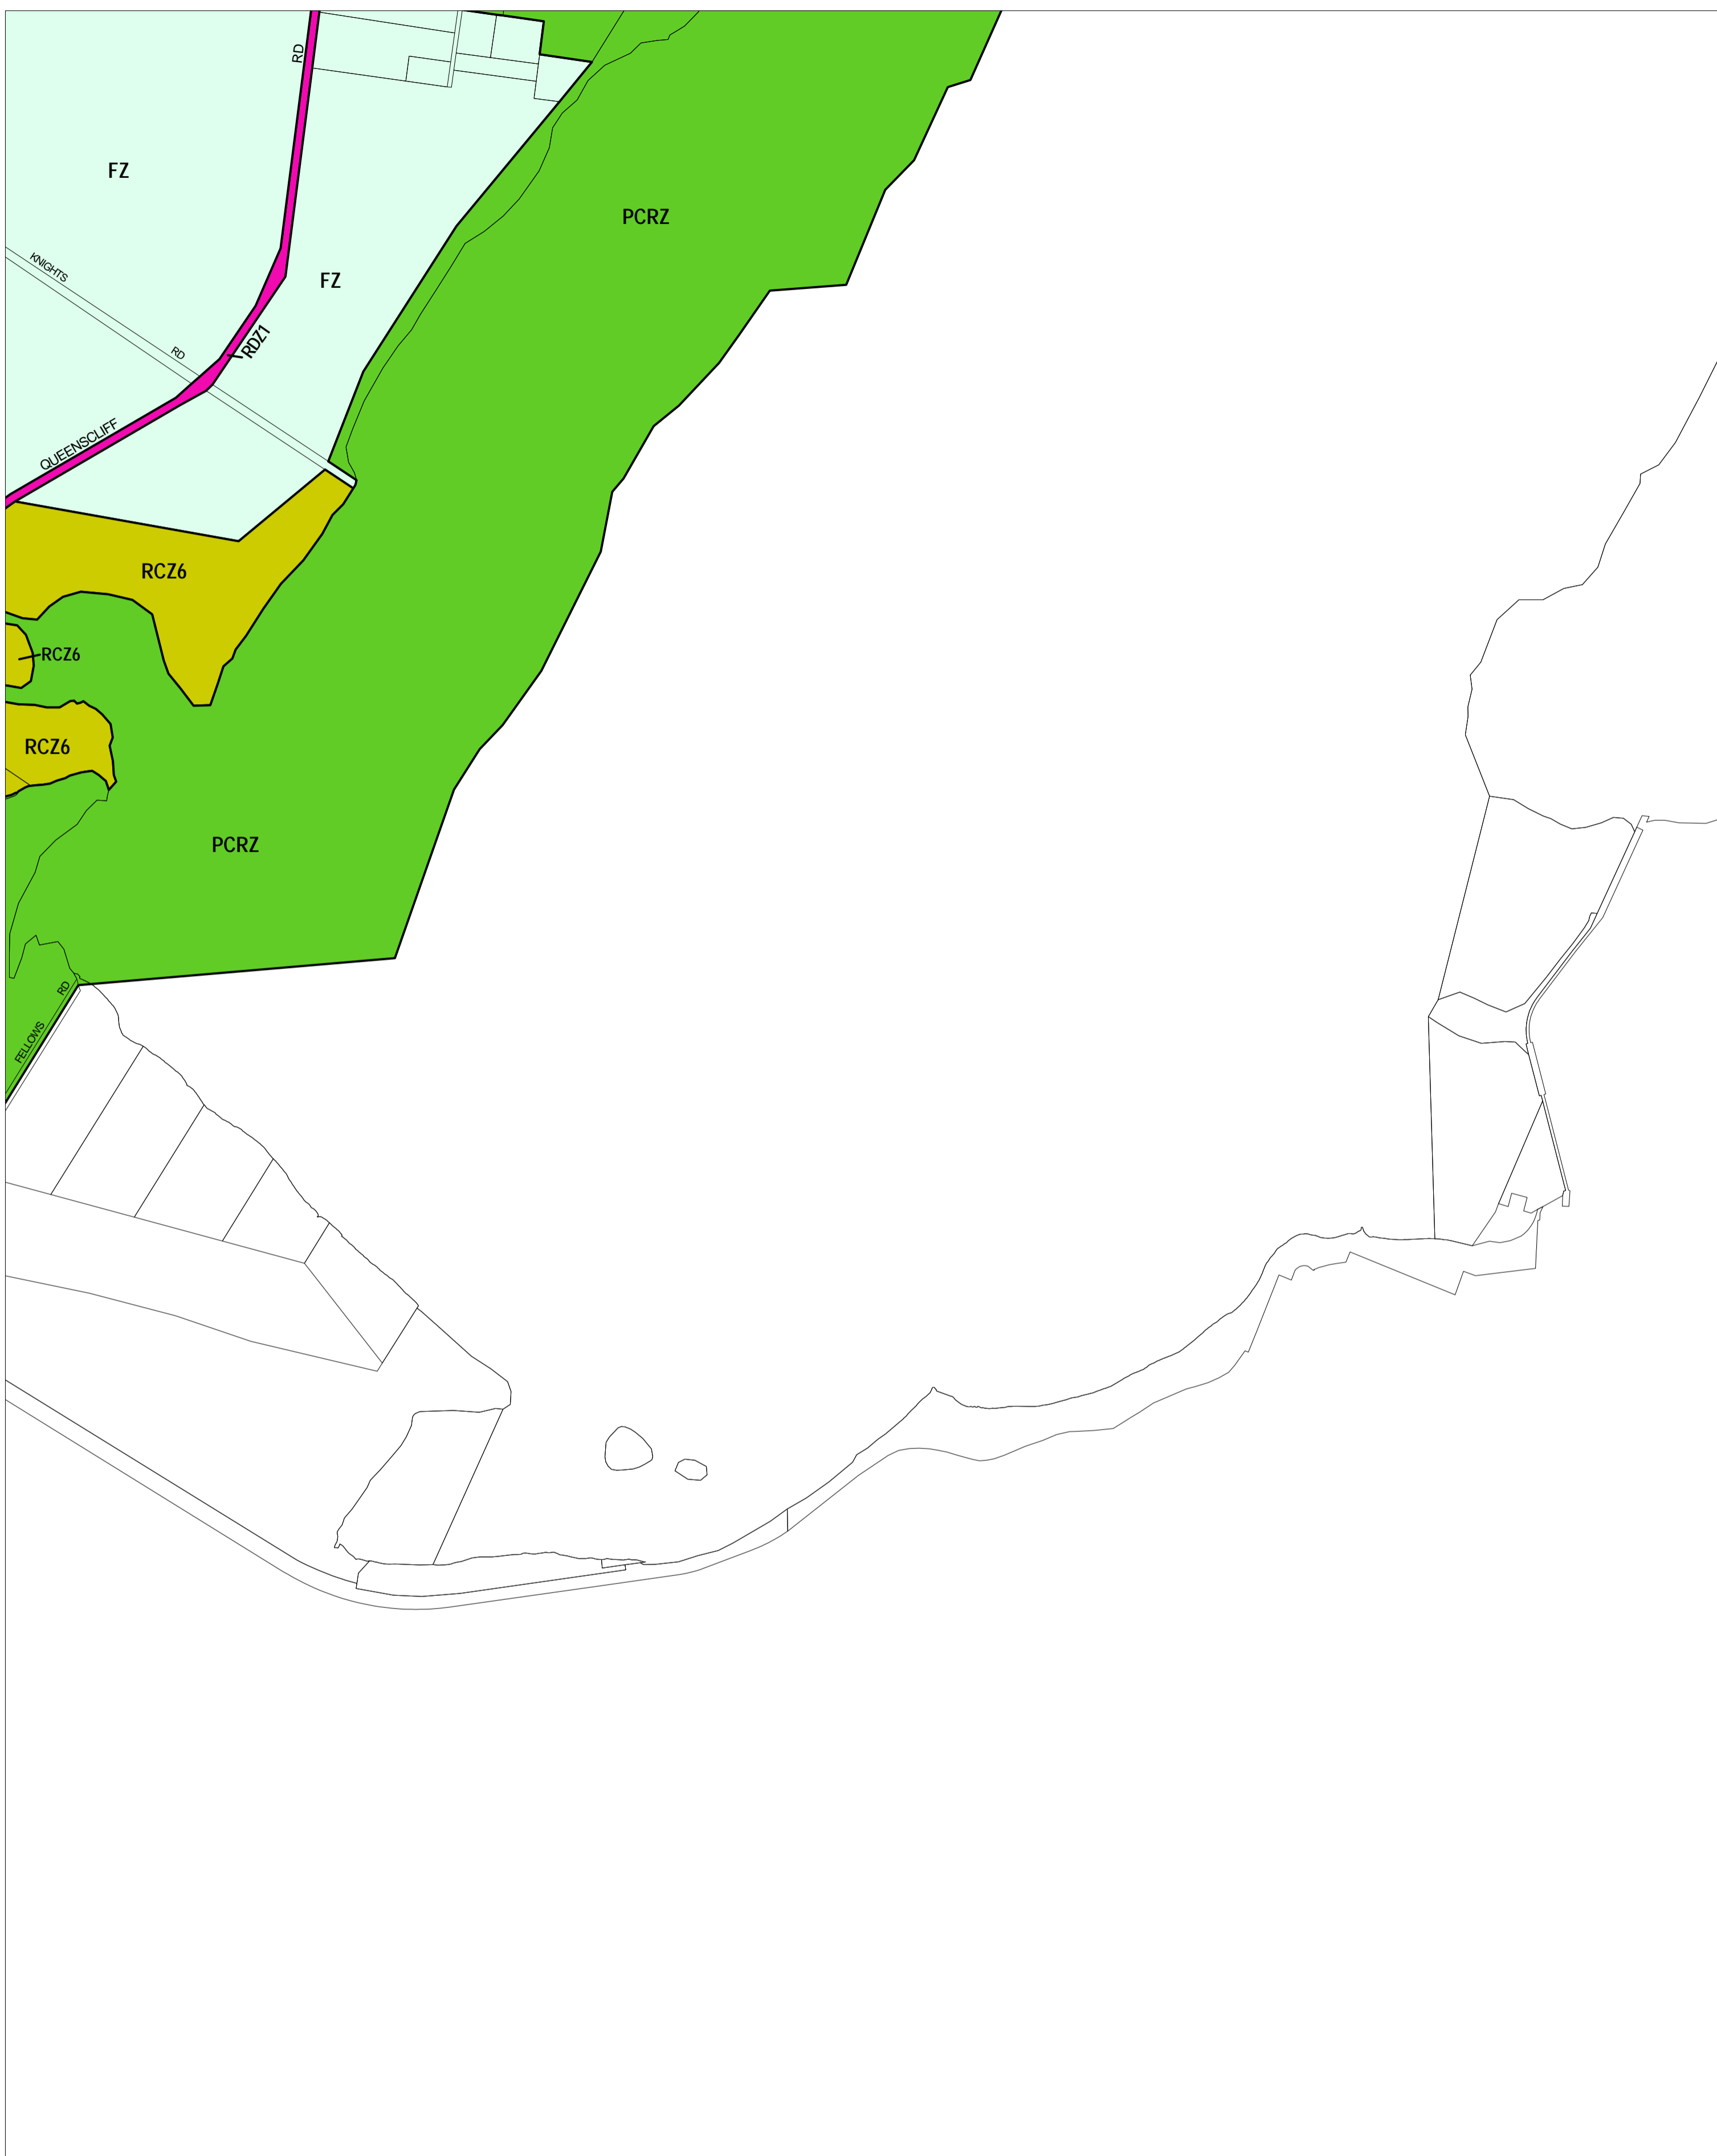 RD
FZ
PCRZ
KNIGHTS
FZ
RD
RDZ1
QUEENSCLIFF
RCZ6
RCZ6
RCZ6
PCRZ
RD
FELLOWS